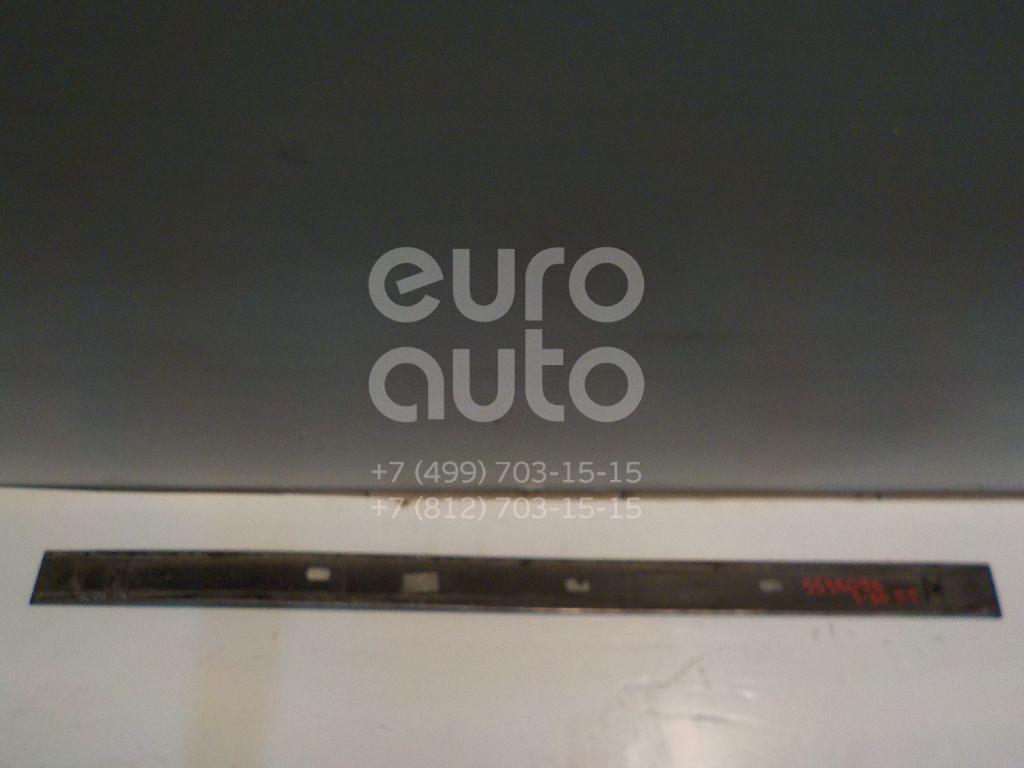 euro
auto
+7 (499) 703-15-15
+7 (812) 703-15-15